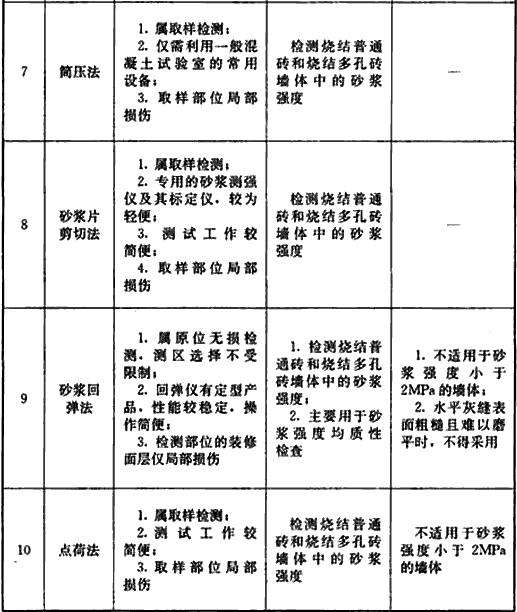 7
筒压法
1. 属取样检测；
2. 仅需利用一般混
凝土试验室的常用
设备；
3. 取样部位局部
损伤
检测烧结普通
砖和烧结多孔砖
墙体中的砂浆
强度
—
8
砂浆片
剪切法
1. 属取样检测；
2. 专用的砂浆测强
仪及其标定仪，较为
轻便；
3. 测试工作较
简便；
4. 取样部位局部
损伤
检测烧结普通
砖和烧结多孔砖
墙体中的砂浆
强度
—
9
砂浆回
弹法
1. 属原位无损检
测，测区选择不受
限制；
2. 回弹仪有定型产
品，性能较稳定，操
作简便；
3. 检测部位的装修
面层仅局部损伤
1. 检测烧结普
通砖和烧结多孔
砖墙体中的砂浆
强度；
2. 主要用于砂
浆强度均质性
检查
1. 不适用于砂
浆强度小于
2MPa的墙体；
2. 水平灰缝表
面粗糙且难以磨
平时，不得采用
10
点荷法
1. 属取样检测；
2. 测试工作较
简便；
3. 取样部位局部
损伤
检测烧结普通
砖和烧结多孔砖
墙体中的砂浆
强度
不适用于砂浆
强度小于2MPa
的墙体